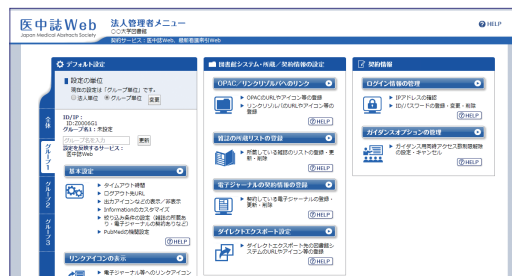 医中誌Web
Japan Medical Abstracts Society
法人管理者メニュー
○○大学図書館
契約サービス：医中誌Web、最新看護索引Web
HELP
デフォルト設定
設定の単位
現在の設定は「グループ単位」です。
法人単位 グループ単位 変更
ID/IP：
ID:Z0006G1
グループ名1：未設定
グループ名を入力 更新
設定を反映するサービス：
医中誌Web
全体
グループ1
グループ2
グループ3
基本設定
タイムアウト時間
ログアウト先URL
出力アイコンなどの表示／非表示
Informationのカスタマイズ
絞り込み条件の設定（雑誌の所蔵あり・電子ジャーナルの契約ありなど）
PubMedの検索設定
HELP
リンクアイコンの表示
電子ジャーナル等へのリンクアイコン
図書館システム・所蔵／契約情報の設定
OPAC／リンクリゾルバへのリンク
OPACのURLやアイコン等の登録
リンクリゾルバのURLやアイコン等の登録
HELP
雑誌の所蔵リストの登録
所蔵している雑誌のリストの登録・更新・削除
HELP
電子ジャーナルの契約情報の登録
契約している電子ジャーナルの登録・更新・削除
HELP
ダイレクトエクスポート設定
ダイレクトエクスポート先の図書館システムのURLやアイコン等の登録
HELP
契約情報
ログイン情報の管理
IPアドレスの確認
ID/パスワードの登録・変更・削除
HELP
ガイダンスオプションの管理
ガイダンス用同時アクセス数制限解除の設定・キャンセル
HELP